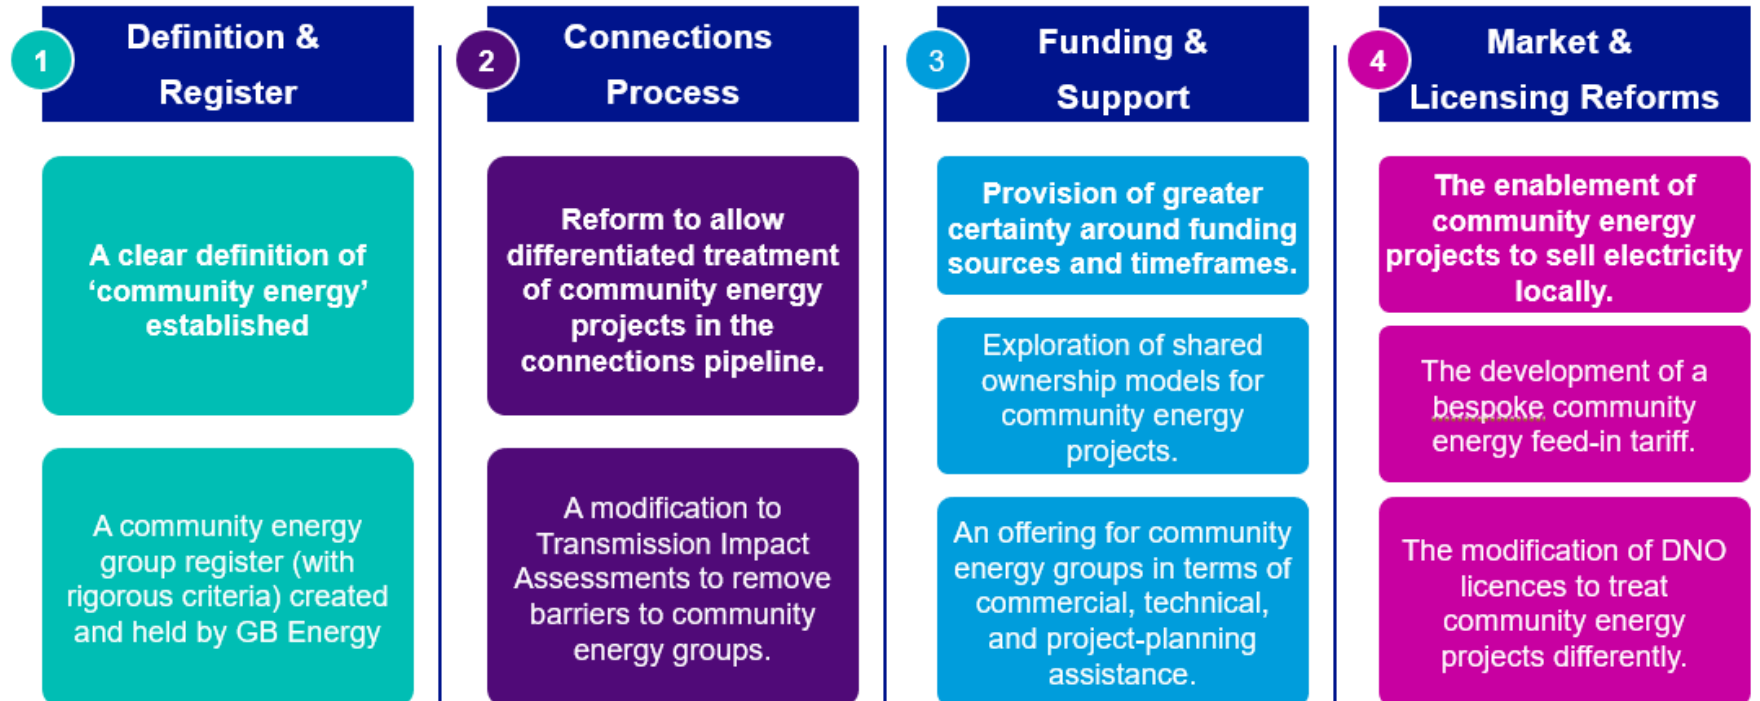 1
Definition &
Register
A clear definition of
‘community energy’
established
A community energy
group register (with
rigorous criteria) created
and held by GB Energy
2
Connections
Process
Reform to allow
differentiated treatment
of community energy
projects in the
connections pipeline.
A modification to
Transmission Impact
Assessments to remove
barriers to community
energy groups.
3
Funding &
Support
Provision of greater
certainty around funding
sources and timeframes.
Exploration of shared
ownership models for
community energy
projects.
An offering for community
energy groups in terms of
commercial, technical,
and project-planning
assistance.
4
Market &
Licensing Reforms
The enablement of
community energy
projects to sell electricity
locally.
The development of a
bespoke community
energy feed-in tariff.
The modification of DNO
licences to treat
community energy
projects differently.